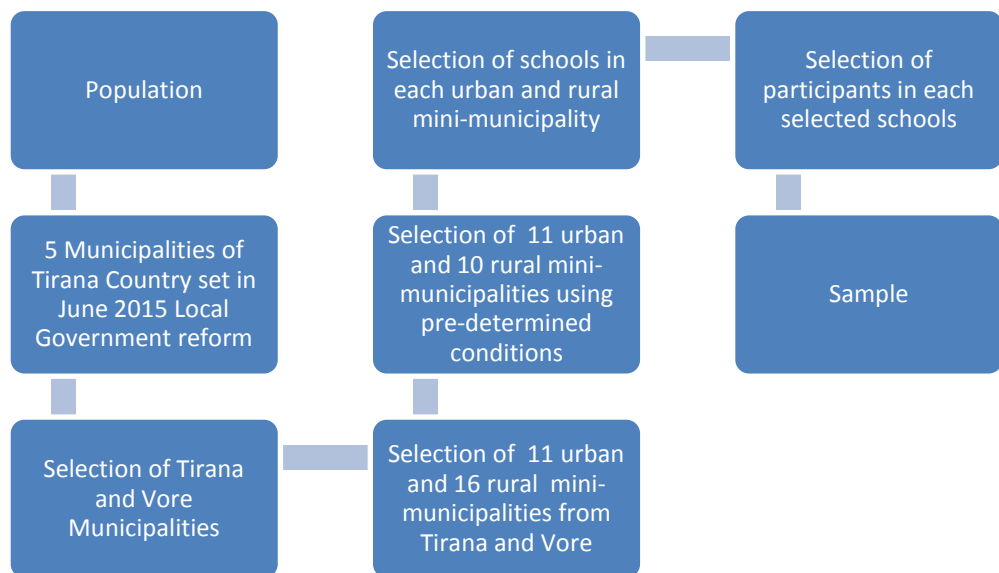 Population
5 Municipalities of
Tirana Country set in
June 2015 Local
Government reform
Selection of Tirana
and Vore
Municipalities
Selection of 11 urban
and 16 rural mini-
municipalities from
Tirana and Vore
Selection of 11 urban
and 10 rural mini-
municipalities using
pre-determined
conditions
Selection of schools in
each urban and rural
mini-municipality
Selection of
participants in each
selected schools
Sample